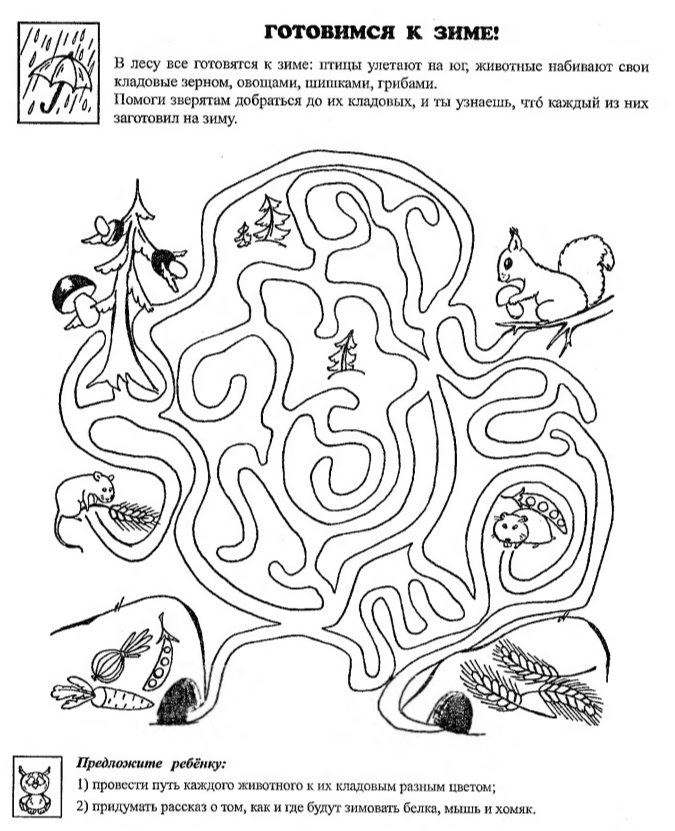 ГОТОВИМСЯ К ЗИМЕ!
В лесу все готовятся к зиме: птицы улетают на юг, животные набивают свои
кладовые зерном, овощами, шишками, грибами.
Помоги зверятам добраться до их кладовых, и ты узнаешь, что́ каждый из них
заготовил на зиму.
Предложите ребёнку:
1) провести путь каждого животного к их кладовым разным цветом;
2) придумать рассказ о том, как и где будут зимовать белка, мышь и хомяк.